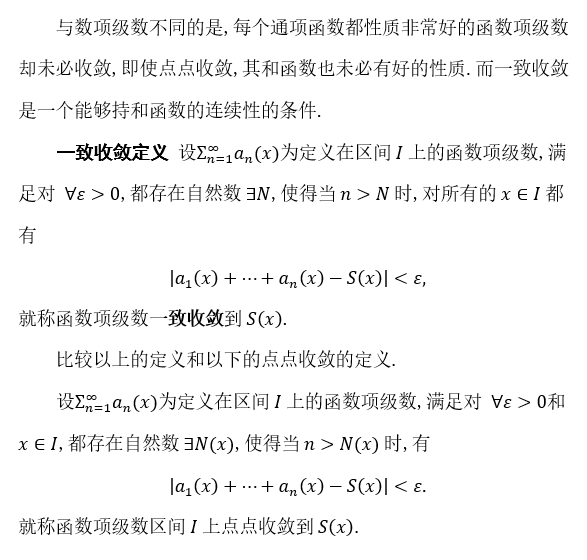 与数项级数不同的是, 每个通项函数都性质非常好的函数项级数
却未必收敛, 即使点点收敛, 其和函数也未必有好的性质. 而一致收敛
是一个能够持和函数的连续性的条件.
一致收敛定义 设∑_{n=1}^{∞} a_n(x)为定义在区间 I 上的函数项级数, 满
足对 ∀ε > 0, 都存在自然数 ∃N, 使得当 n > N 时, 对所有的 x ∈ I 都
有
|a₁(x) + ⋯ + a_n(x) − S(x)| < ε,
就称函数项级数一致收敛到 S(x).
比较以上的定义和以下的点点收敛的定义.
设∑_{n=1}^{∞} a_n(x)为定义在区间 I 上的函数项级数, 满足对 ∀ε > 0和
x ∈ I, 都存在自然数 ∃N(x), 使得当 n > N(x) 时, 有
|a₁(x) + ⋯ + a_n(x) − S(x)| < ε.
就称函数项级数区间 I 上点点收敛到 S(x).